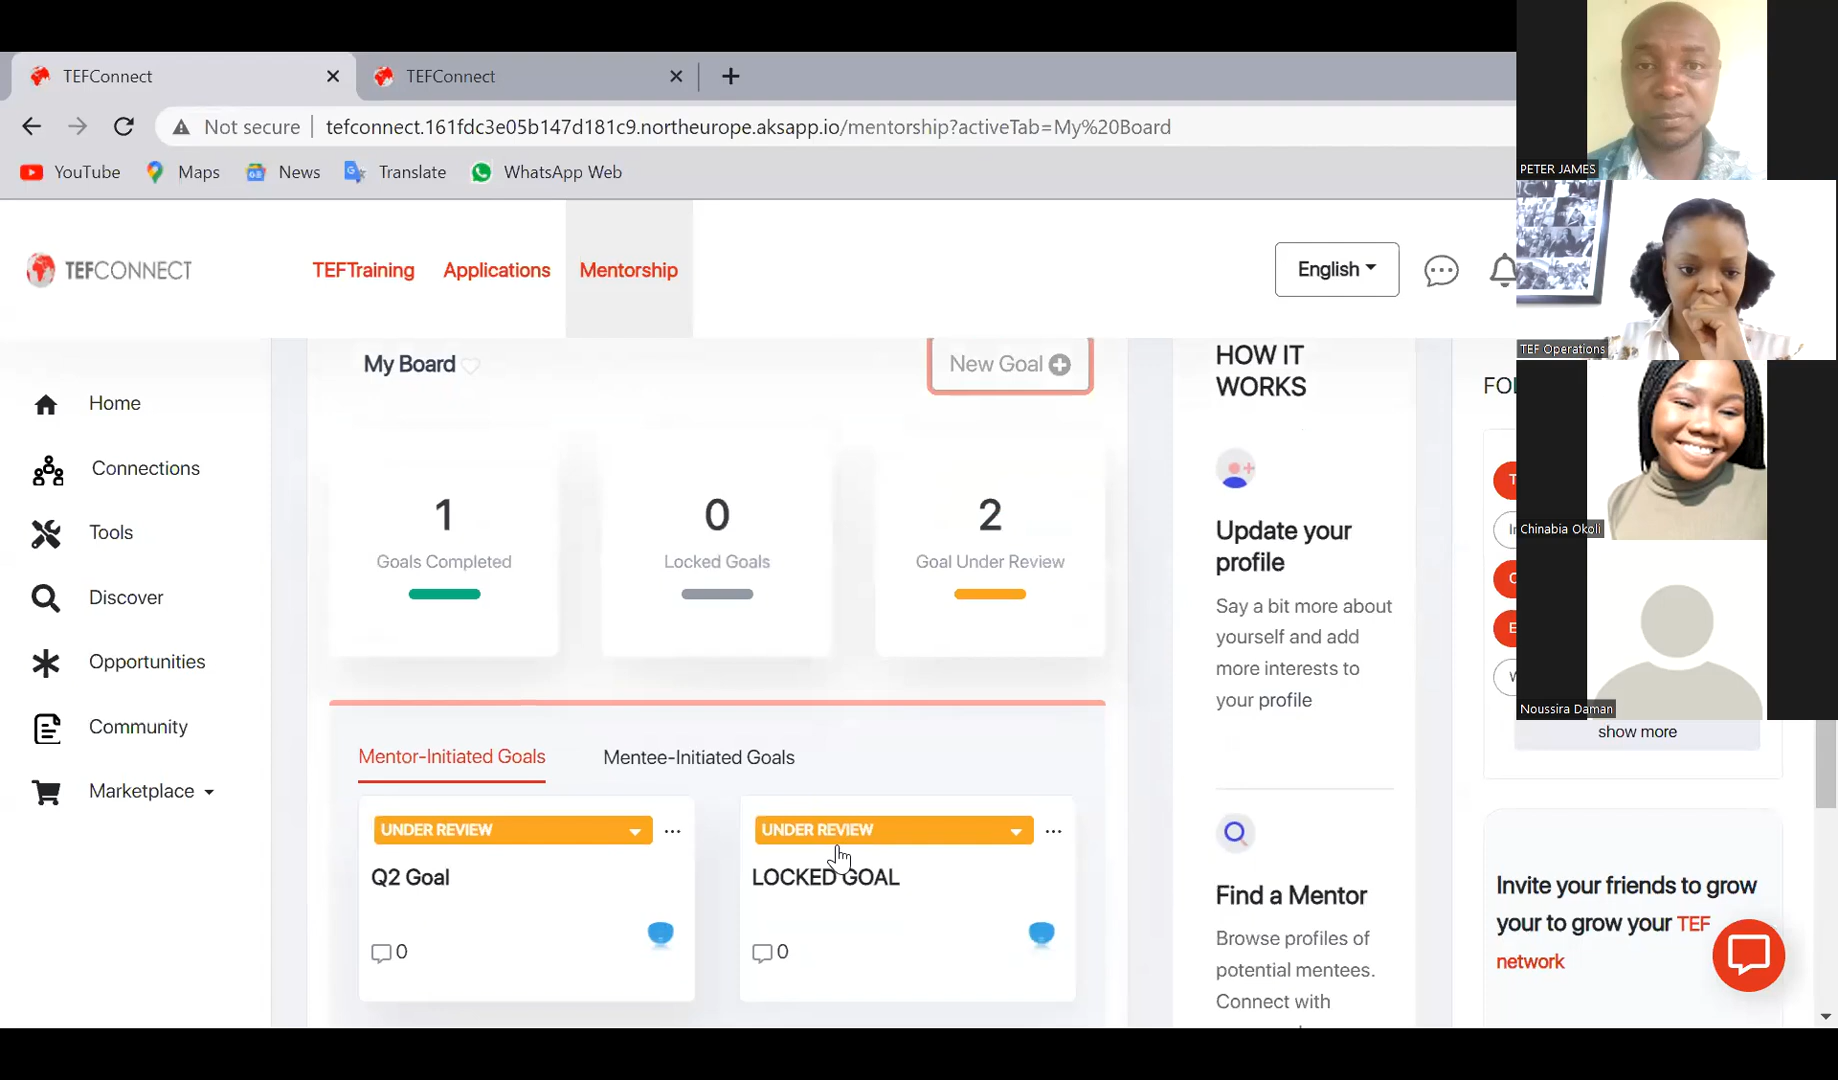 TEFConnect
TEFConnect
Not secure
tefconnect.161fdc3e05b147d181c9.northeurope.aksapp.io/mentorship?activeTab=My%20Board
YouTube
Maps
News
Translate
WhatsApp Web
TEFCONNECT
TEFTraining
Applications
Mentorship
English
Home
Connections
Tools
Discover
Opportunities
Community
Marketplace
My Board
New Goal
1
Goals Completed
0
Locked Goals
2
Goal Under Review
Mentor-Initiated Goals
Mentee-Initiated Goals
UNDER REVIEW
Q2 Goal
0
UNDER REVIEW
LOCKED GOAL
0
HOW IT
WORKS
Update your
profile
Say a bit more about
yourself and add
more interests to
your profile
Find a Mentor
Browse profiles of
potential mentees.
Connect with
show more
Invite your friends to grow
your to grow your TEF
network
PETER JAMES
TEF Operations
Chinabia Okoli
Noussira Daman